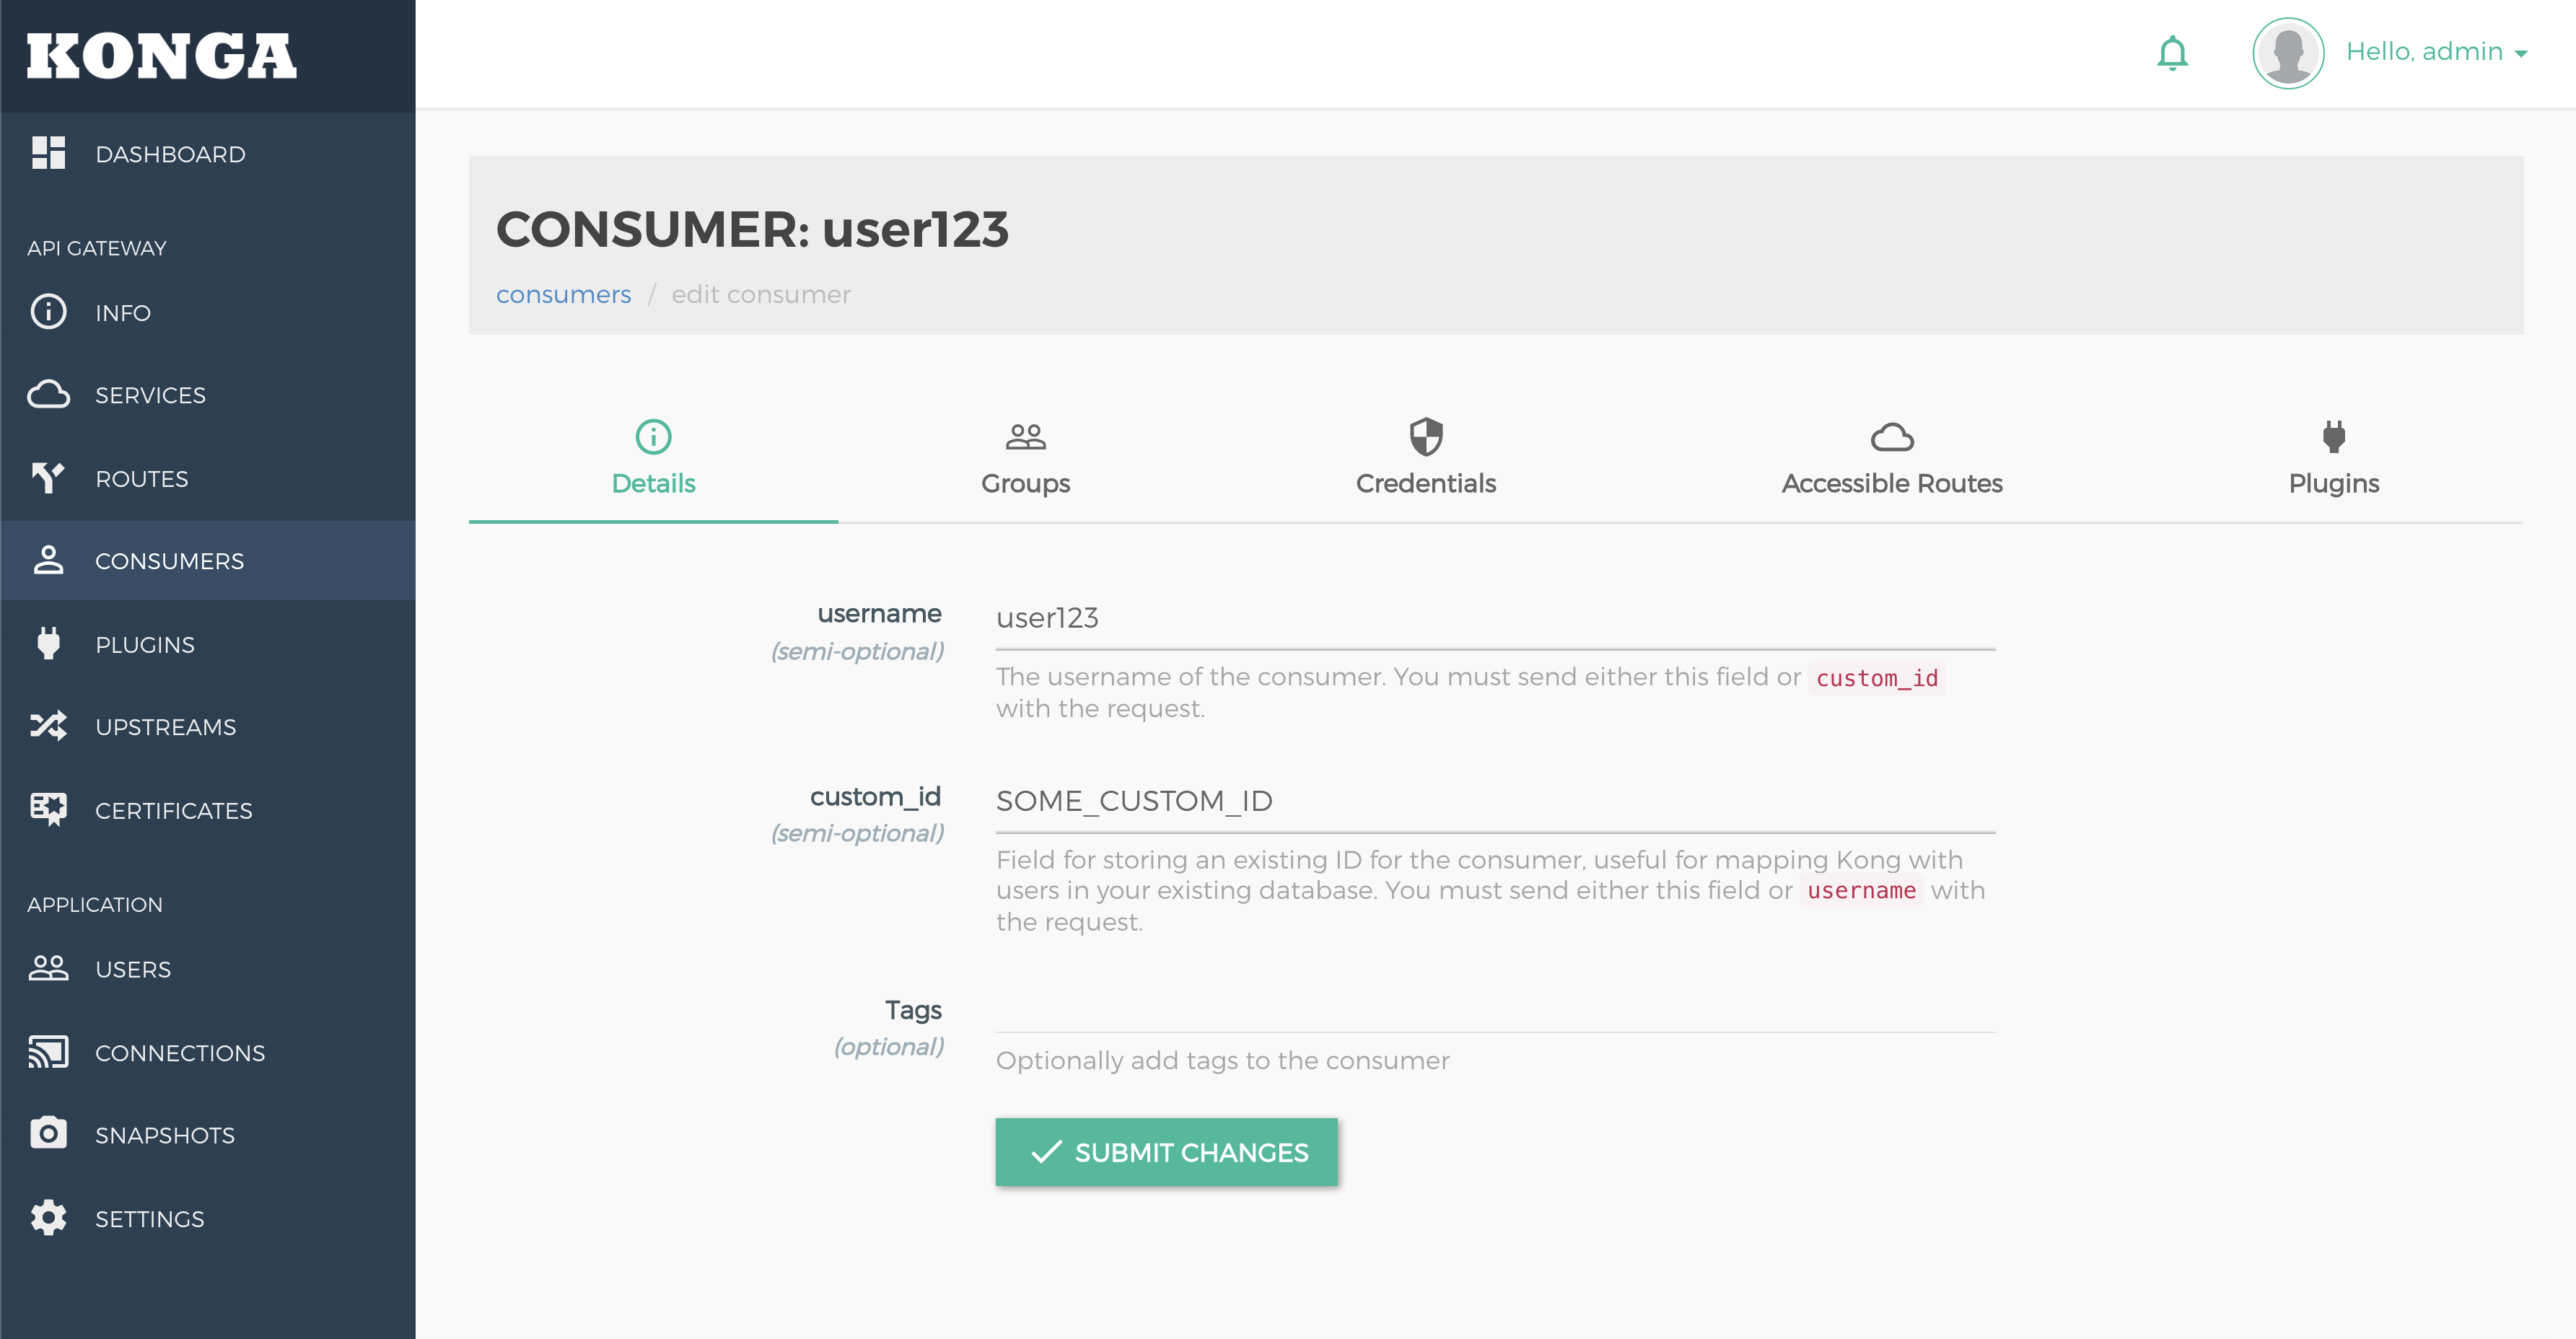 KONGA
Hello, admin
DASHBOARD
API GATEWAY
INFO
SERVICES
ROUTES
CONSUMERS
PLUGINS
UPSTREAMS
CERTIFICATES
APPLICATION
USERS
CONNECTIONS
SNAPSHOTS
SETTINGS
CONSUMER: user123
consumers / edit consumer
Details
Groups
Credentials
Accessible Routes
Plugins
username
(semi-optional)
user123
The username of the consumer. You must send either this field or custom_id
with the request.
custom_id
(semi-optional)
SOME_CUSTOM_ID
Field for storing an existing ID for the consumer, useful for mapping Kong with
users in your existing database. You must send either this field or username with
the request.
Tags
(optional)
Optionally add tags to the consumer
SUBMIT CHANGES